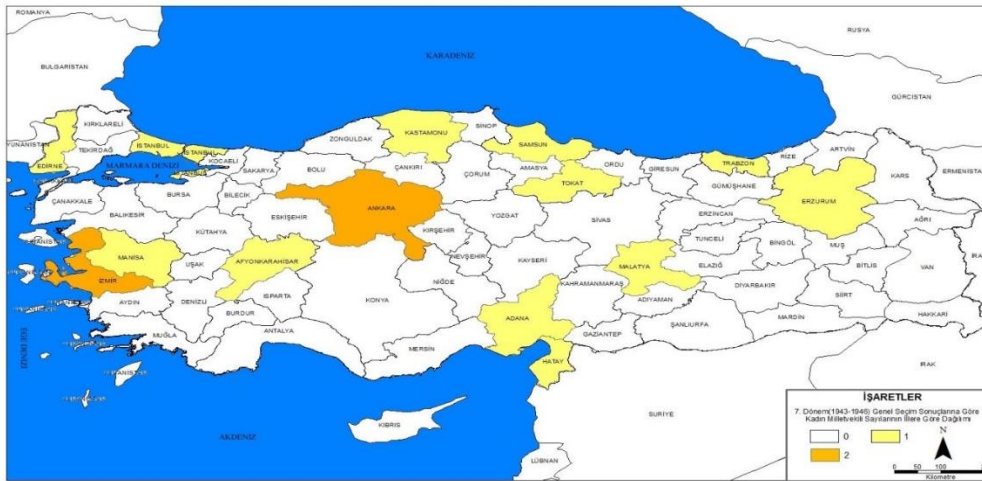 ROMANYA
RUSYA
KARADENİZ
BULGARİSTAN
GÜRCİSTAN
YUNANİSTAN
KIRKLARELİ
EDİRNE
TEKİRDAĞ
İSTANBUL
İSTANBUL
KOCAELİ
MARMARA DENİZİ
SAKARYA
ZONGULDAK
KASTAMONU
SİNOP
SAMSUN
BOLU
ÇANKIRI
ÇORUM
AMASYA
ORDU
GİRESUN
TRABZON
RİZE
ARTVİN
KARS
ERMENİSTA
TOKAT
GÜMÜŞHANE
ERZURUM
ÇANAKKALE
BURSA
BİLECİK
BALIKESİR
ESKİŞEHİR
ANKARA
YOZGAT
SİVAS
ERZİNCAN
AĞRI
KÜTAHYA
KIRŞEHİR
TUNCELİ
BİNGÖL
MUŞ
MANİSA
UŞAK
AFYONKARAHİSAR
NEVŞEHİR
KAYSERİ
MALATYA
ELAZIĞ
BİTLİS
VAN
İRA
İZMİR
NİĞDE
KAHRAMANMARAŞ
DİYARBAKIR
SİİRT
AYDIN
DENİZLİ
ISPARTA
KONYA
ADIYAMAN
HAKKARİ
BURDUR
ADANA
MARDİN
MUĞLA
ANTALYA
GAZİANTEP
ŞANLIURFA
MERSİN
HATAY
EGE DENİZİ
IRAK
SURİYE
KIBRIS
AKDENİZ
LÜBNAN
İŞARETLER
7. Dönem(1943-1946) Genel Seçim Sonuçlarına Göre
Kadın Milletvekili Sayılarının İllere Göre Dağılımı
0
1
2
N
0 50 100
Kilometre